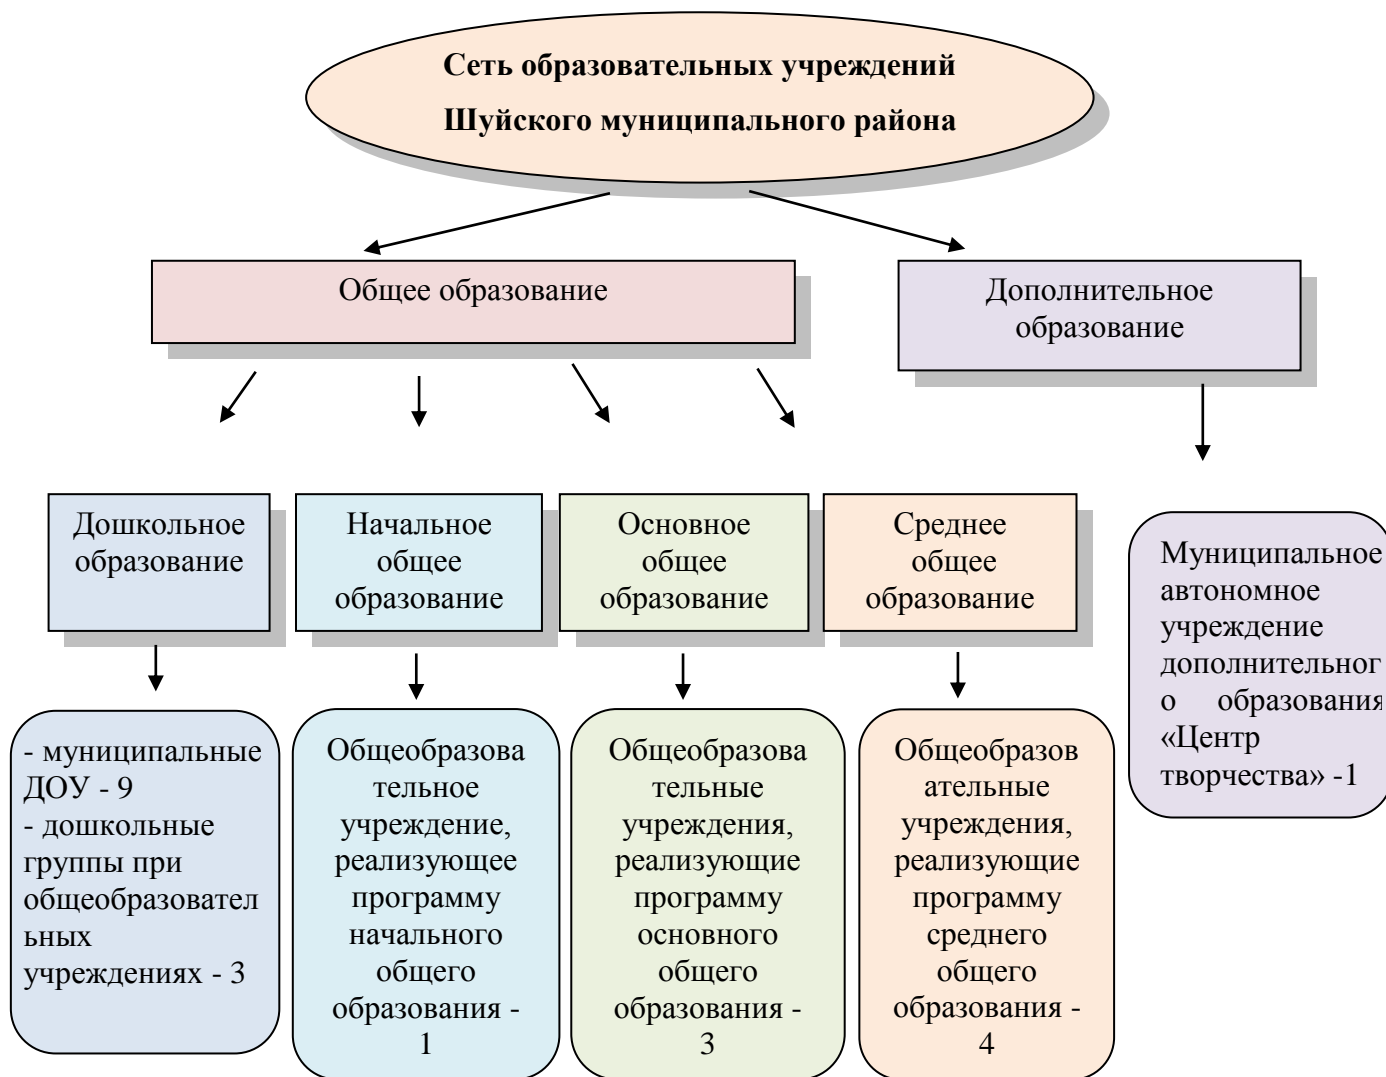 Сеть образовательных учреждений
Шуйского муниципального района
Общее образование
Дополнительное
образование
Дошкольное
образование
Начальное
общее
образование
Основное
общее
образование
Среднее
общее
образование
Муниципальное
автономное
учреждение
дополнительног
о образования
«Центр
творчества» -1
- муниципальные
ДОУ - 9
- дошкольные
группы при
общеобразовател
ьных
учреждениях - 3
Общеобразова
тельное
учреждение,
реализующее
программу
начального
общего
образования -
1
Общеобразова
тельные
учреждения,
реализующие
программу
основного
общего
образования -
3
Общеобразов
ательные
учреждения,
реализующие
программу
среднего
общего
образования -
4